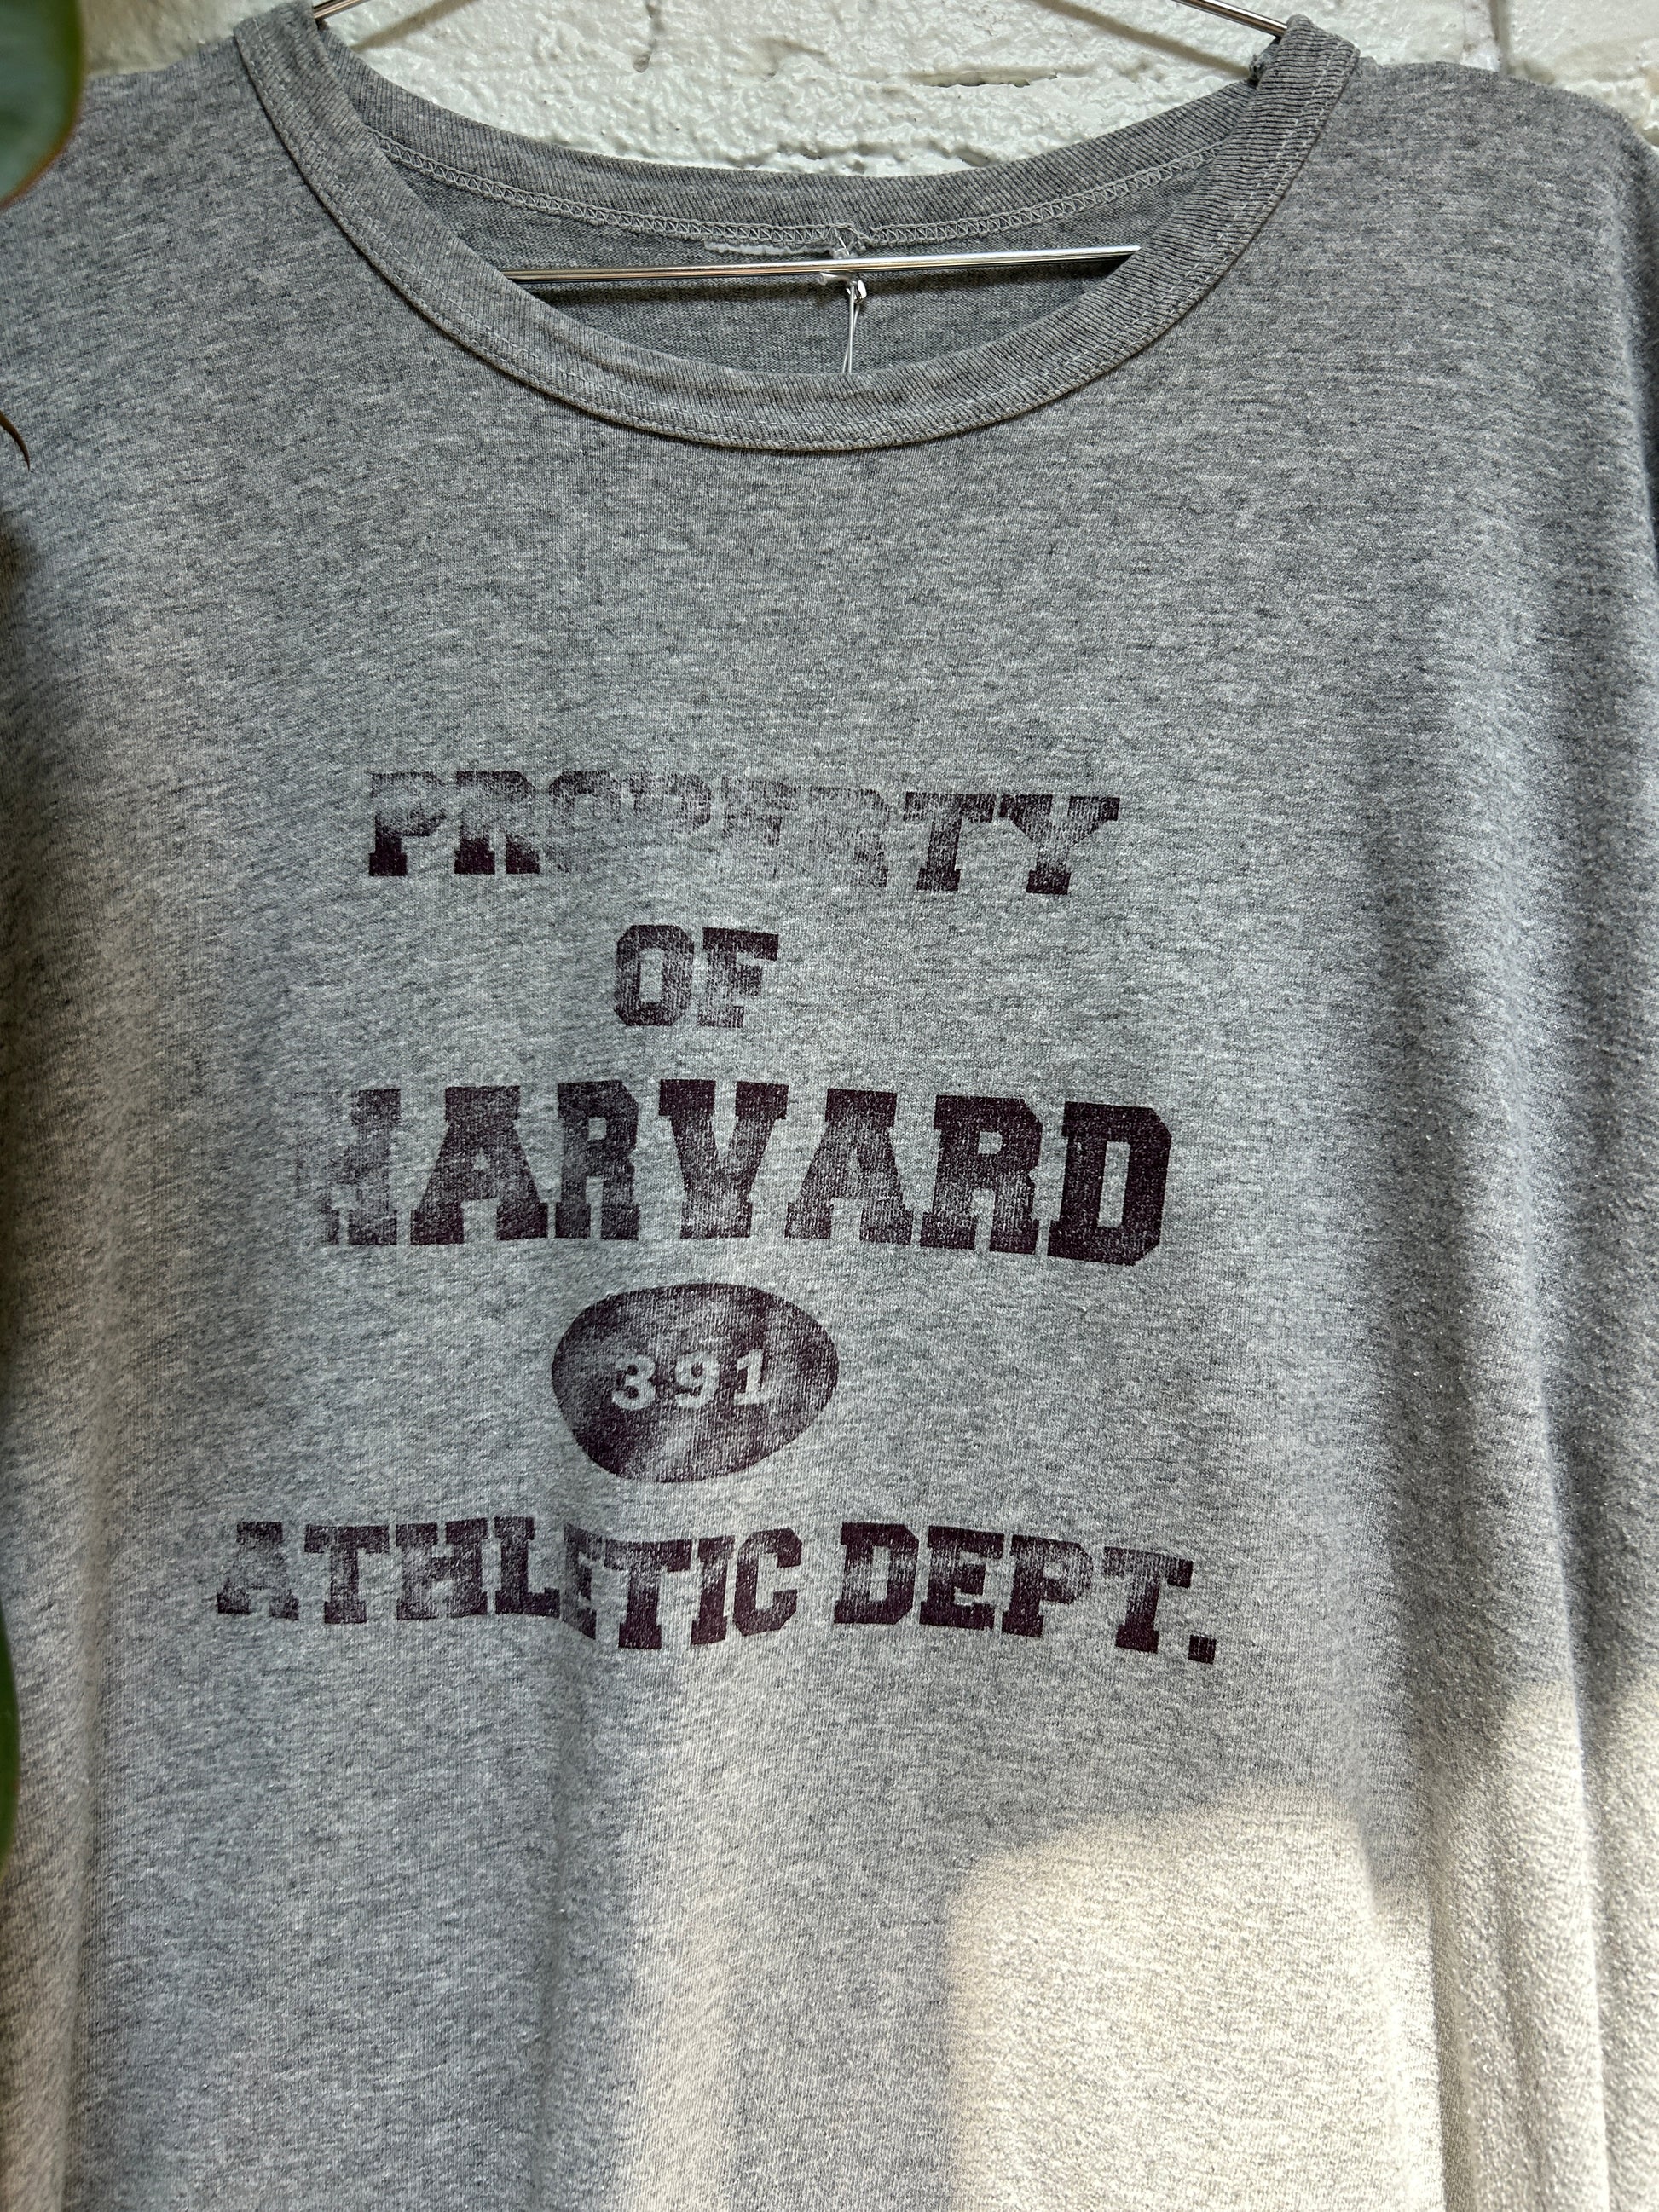 PROPERTY
OF
HARVARD
391
ATHLETIC DEPT.